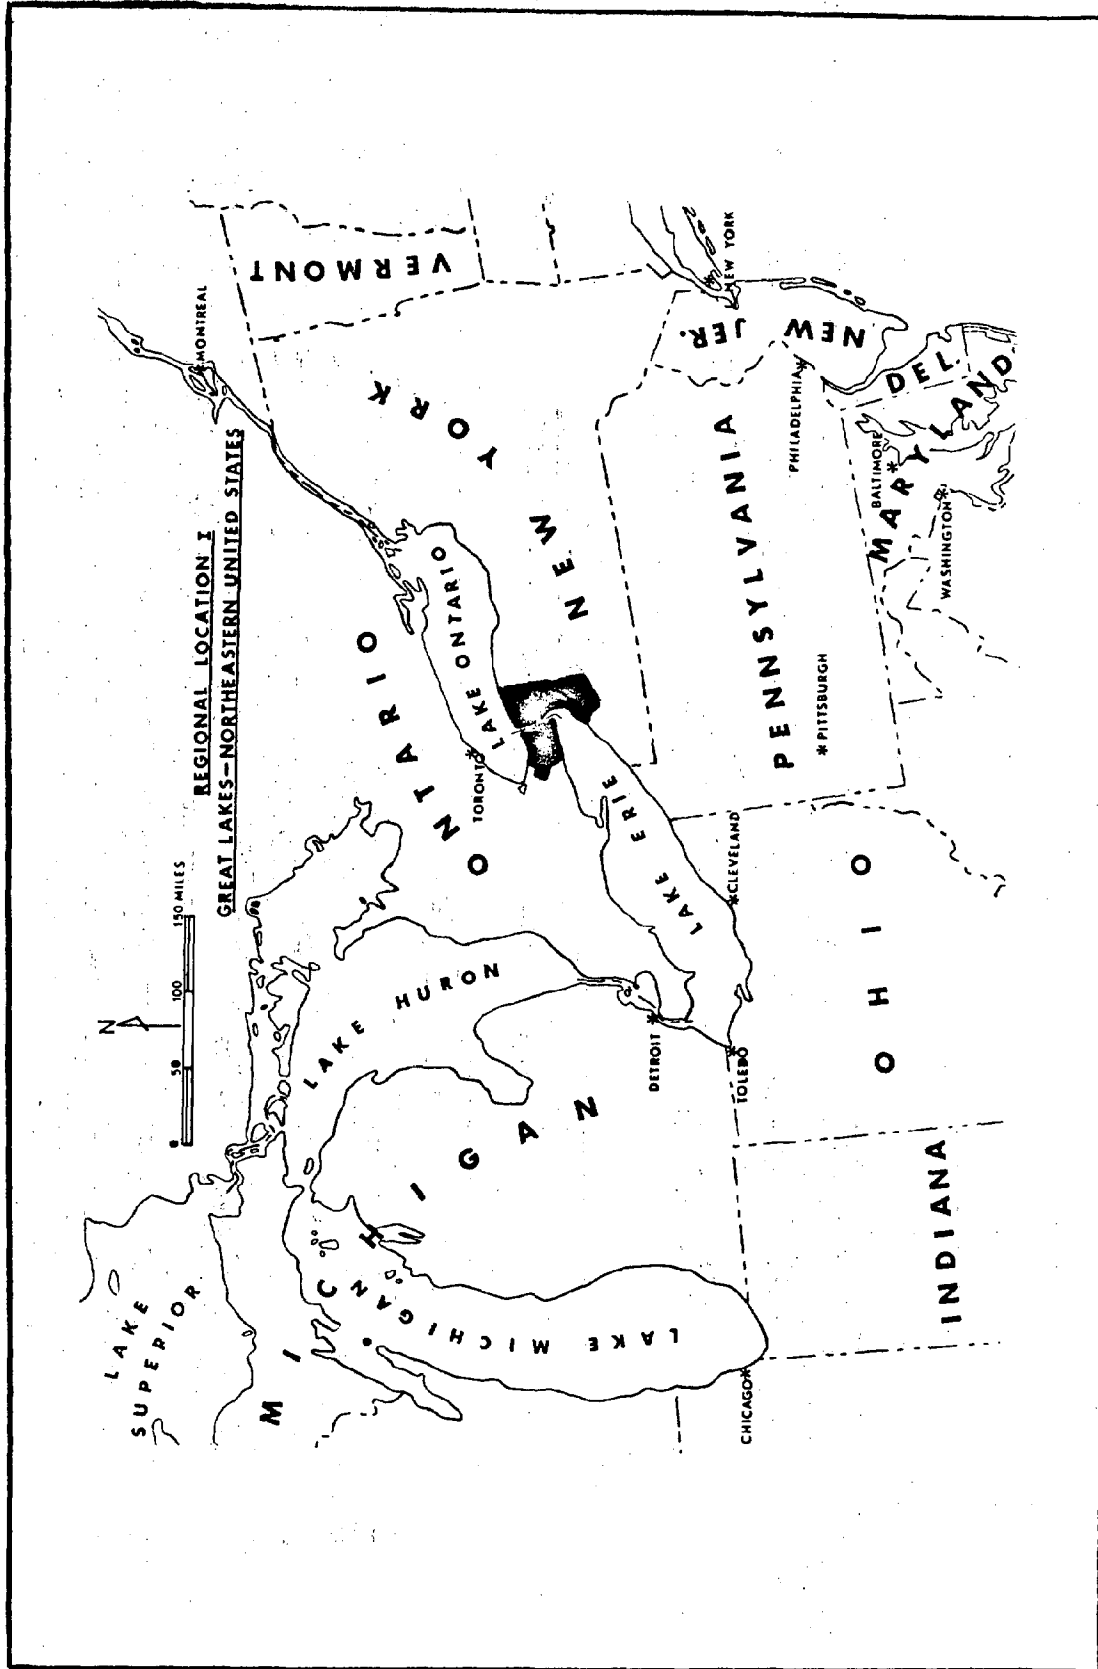 REGIONAL LOCATION I
GREAT LAKES—NORTHEASTERN UNITED STATES
N
0 50 100 150 MILES
LAKE
SUPERIOR
MICHIGAN
LAKE MICHIGAN
LAKE HURON
ONTARIO
MONTREAL
VERMONT
TORONTO
LAKE ONTARIO
NEW YORK
LAKE ERIE
DETROIT
TOLEDO
CHICAGO
CLEVELAND
INDIANA
OHIO
PENNSYLVANIA
PITTSBURGH
PHILADELPHIA
NEW YORK
NEW
JER.
DEL.
BALTIMORE
MARYLAND
WASHINGTON